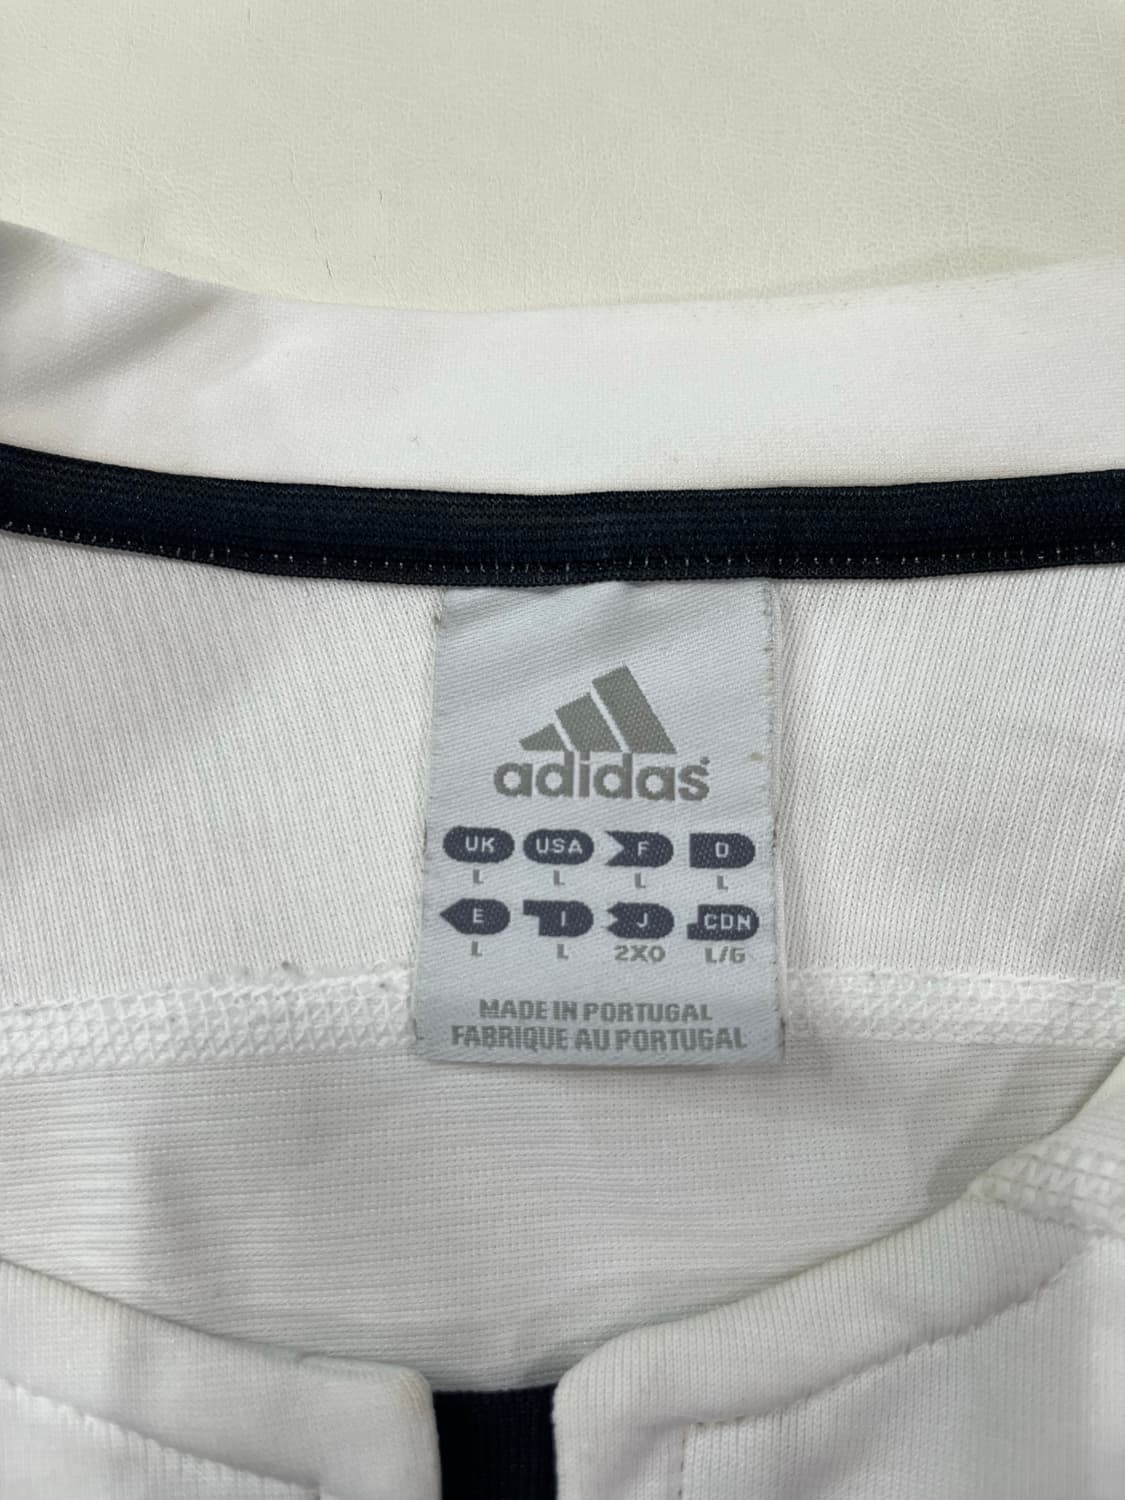 adidas
UK USA F D
L L L L
E I J CDN
L L 2XO L/G
MADE IN PORTUGAL
FABRIQUE AU PORTUGAL